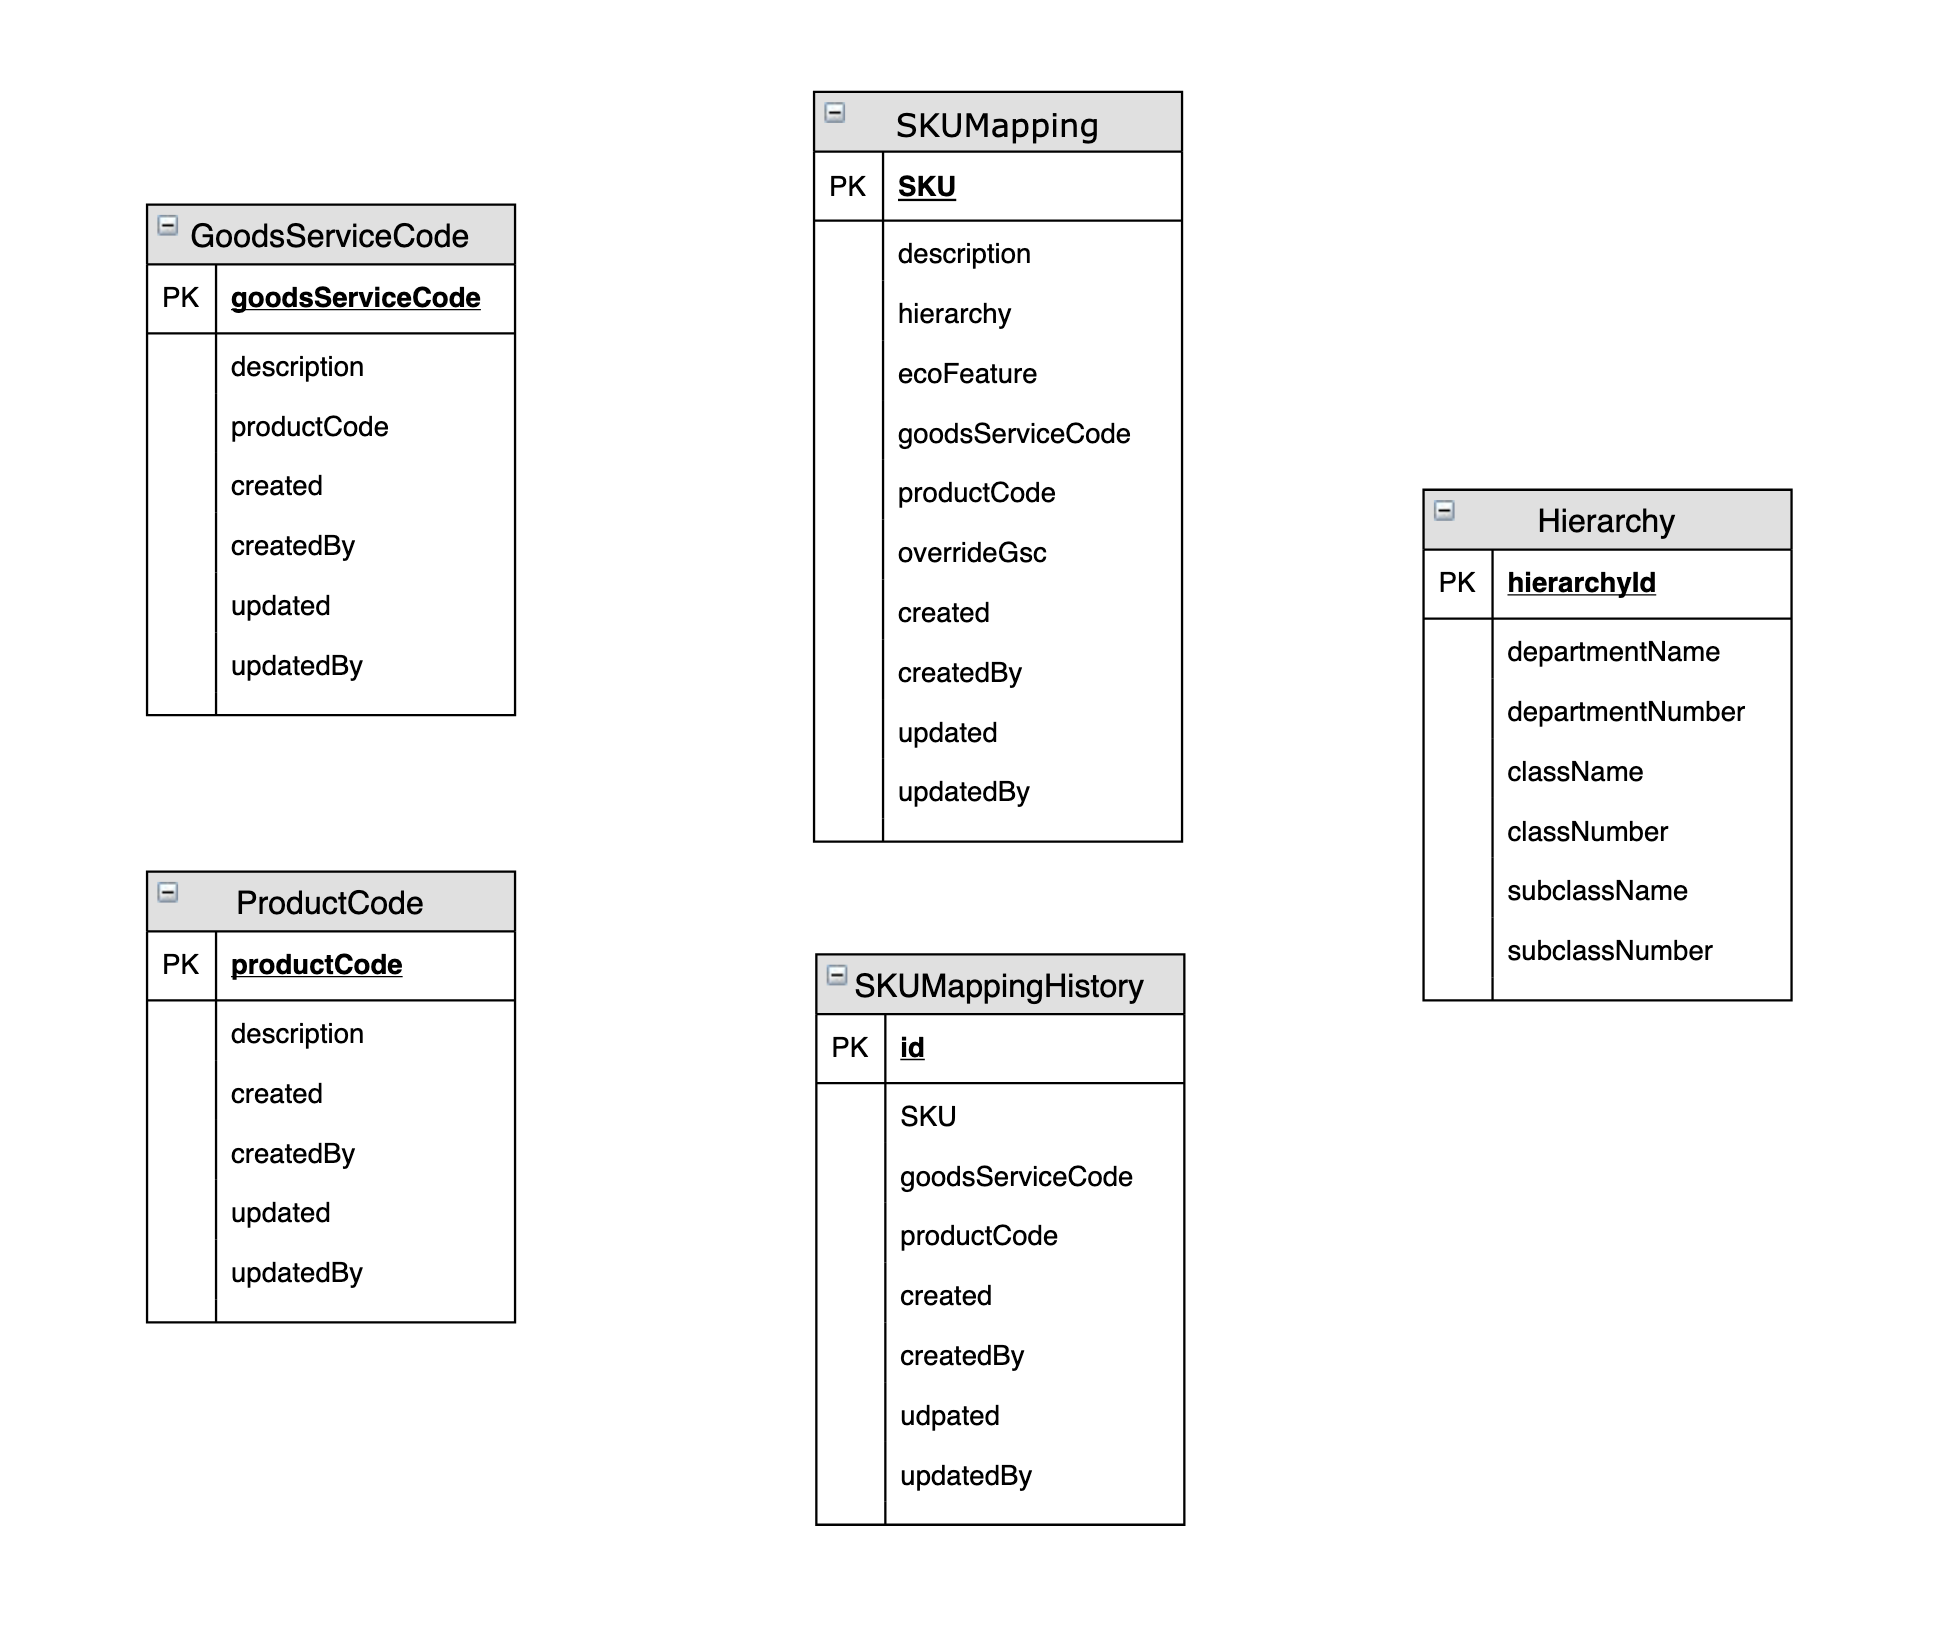 GoodsServiceCode
PK goodsServiceCode
description
productCode
created
createdBy
updated
updatedBy
ProductCode
PK productCode
description
created
createdBy
updated
updatedBy
SKUMapping
PK SKU
description
hierarchy
ecoFeature
goodsServiceCode
productCode
overrideGsc
created
createdBy
updated
updatedBy
SKUMappingHistory
PK id
SKU
goodsServiceCode
productCode
created
createdBy
udpated
updatedBy
Hierarchy
PK hierarchyId
departmentName
departmentNumber
className
classNumber
subclassName
subclassNumber